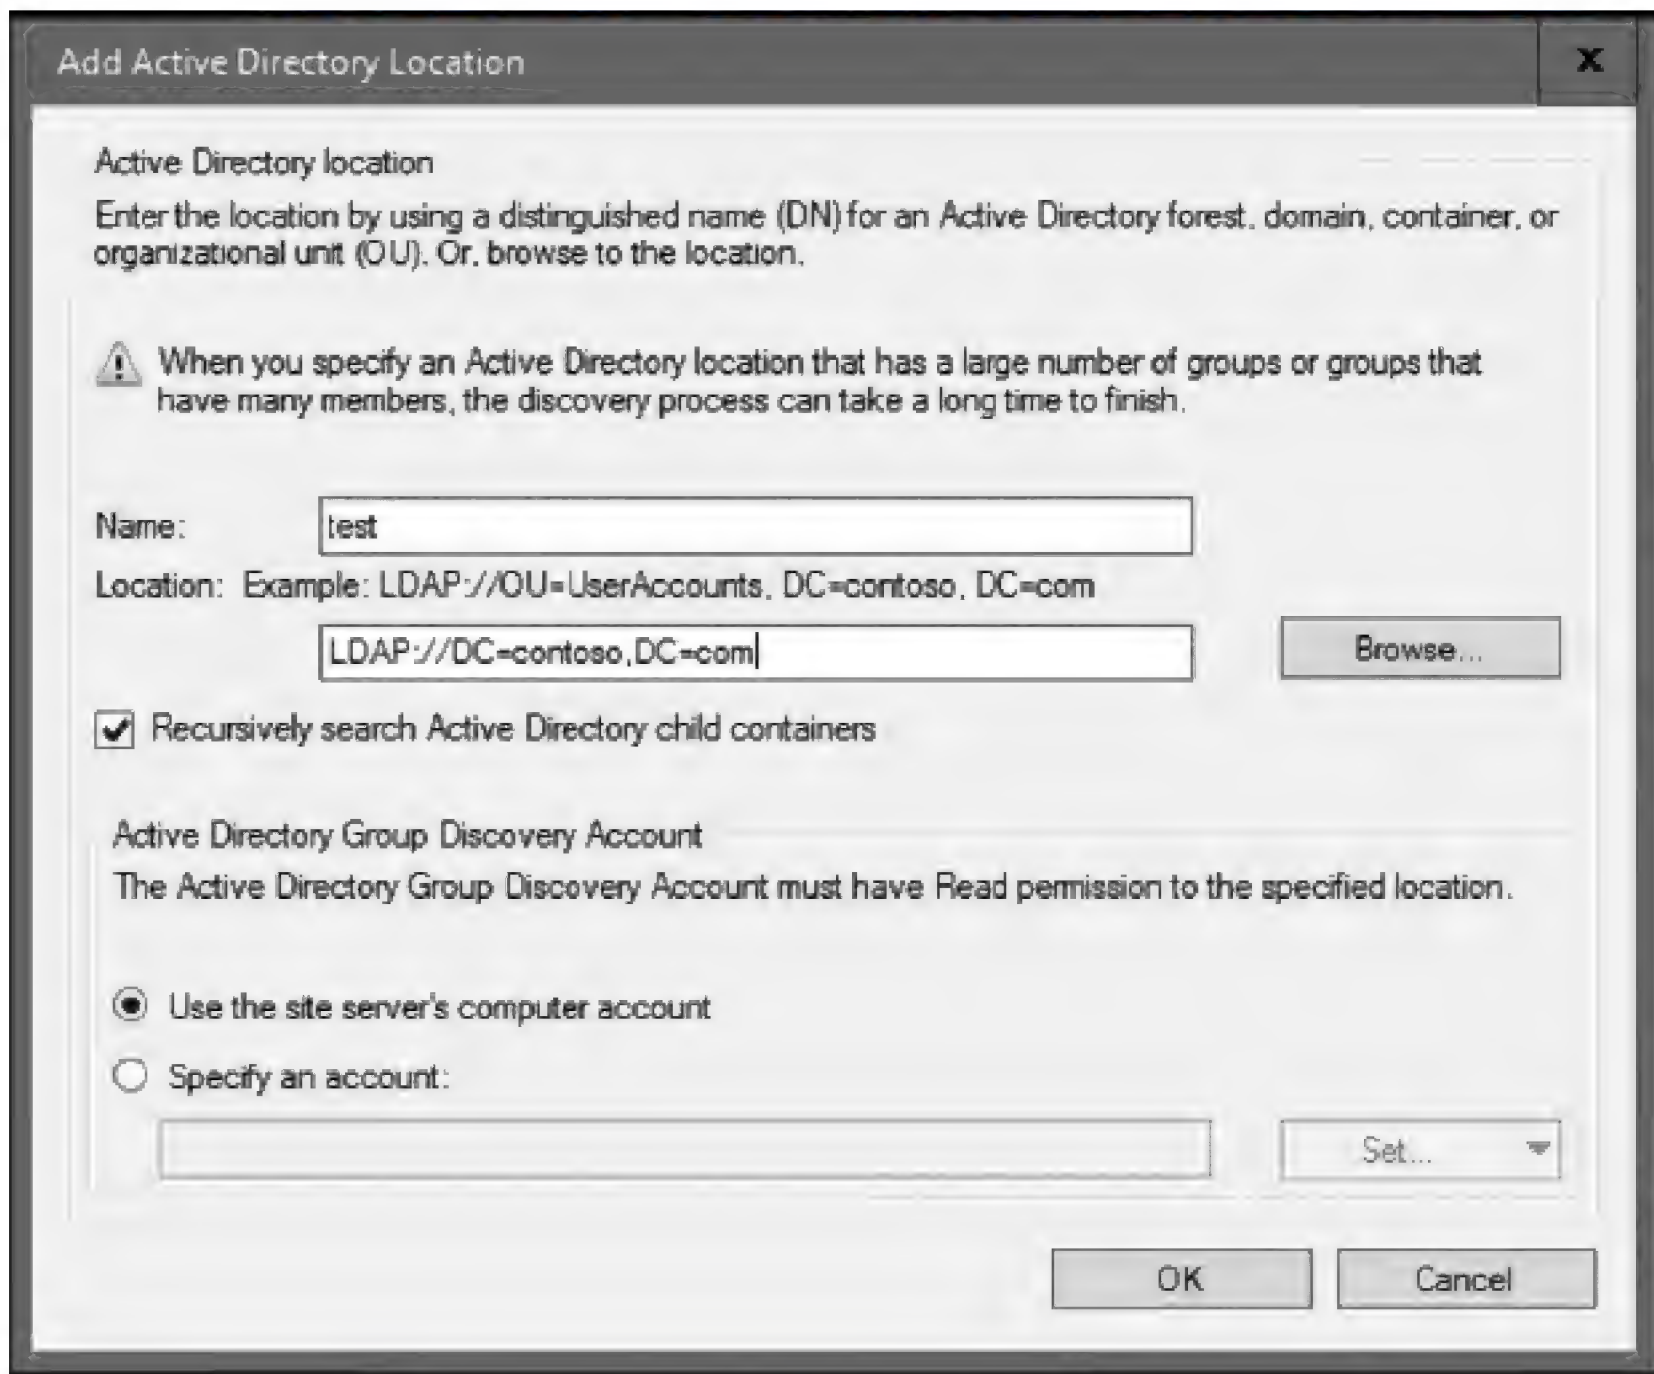 Add Active Directory Location
x
Active Directory location
Enter the location by using a distinguished name (DN) for an Active Directory forest, domain, container, or
organizational unit (OU). Or, browse to the location.
When you specify an Active Directory location that has a large number of groups or groups that
have many members, the discovery process can take a long time to finish.
Name:
test
Location: Example: LDAP://OU=UserAccounts, DC=contoso, DC=com
LDAP://DC=contoso,DC=com
Browse...
Recursively search Active Directory child containers
Active Directory Group Discovery Account
The Active Directory Group Discovery Account must have Read permission to the specified location.
Use the site server's computer account
Specify an account:
Set...
OK
Cancel